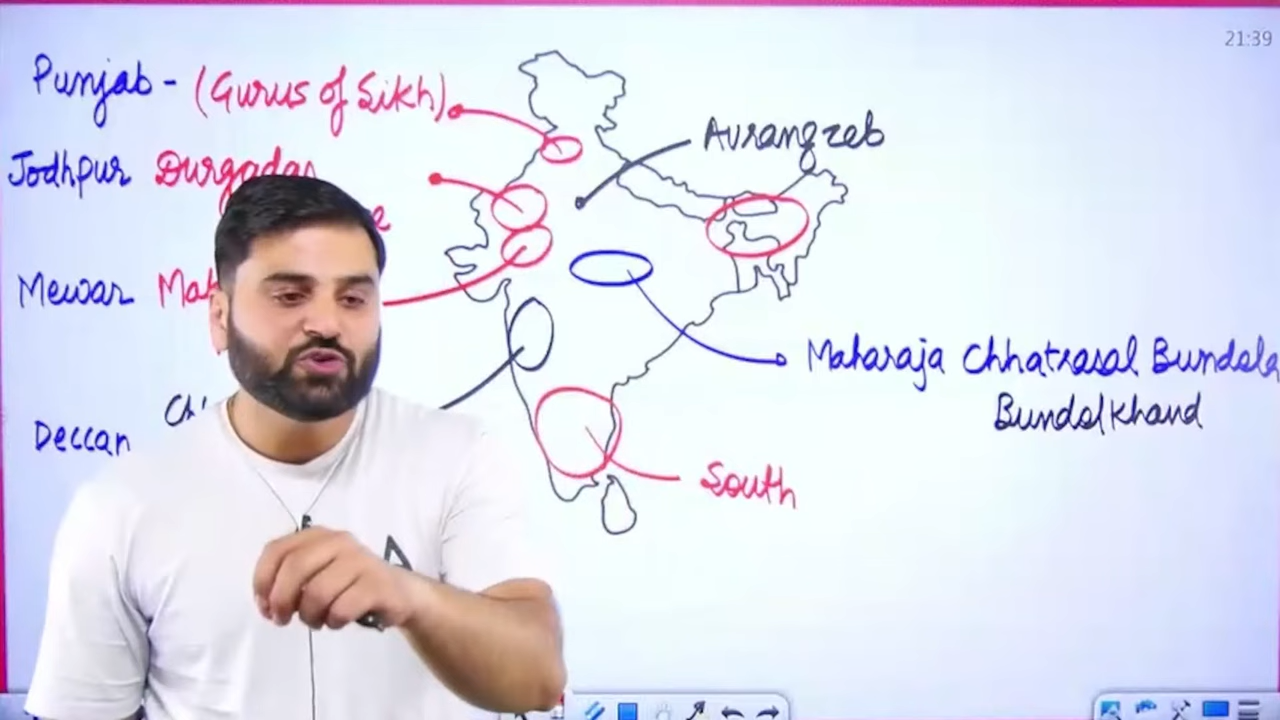 21:39
Punjab - (Gurus of Sikh)
Aurangzeb
Jodhpur Durgadas
Mewar
Maharaja Chhatrasal Bundela
Bundelkhand
Deccan
South